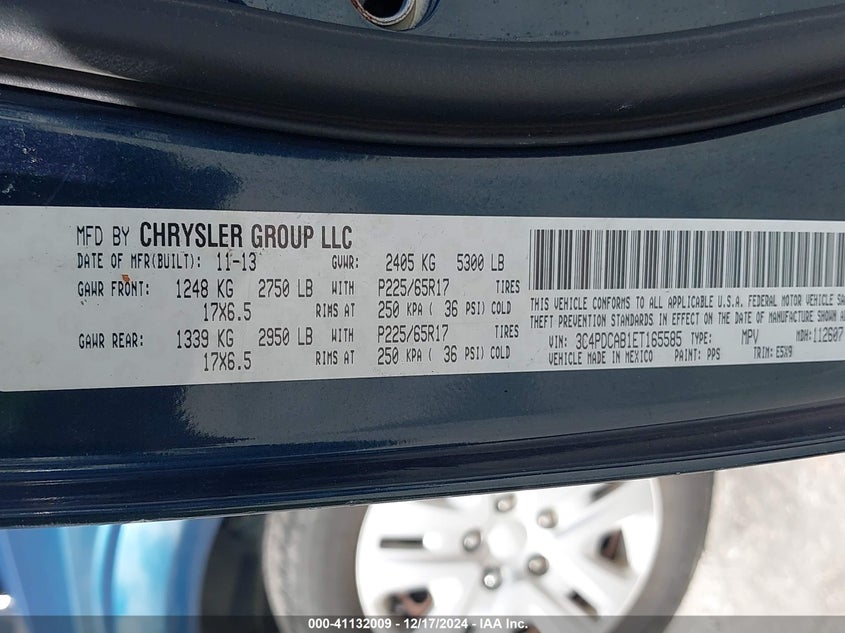 MFD BY CHRYSLER GROUP LLC
DATE OF MFR(BUILT): 11-13 GVWR: 2405 KG 5300 LB
GAWR FRONT: 1248 KG 2750 LB WITH P225/65R17 TIRES
17X6.5 RIMS AT 250 KPA ( 36 PSI) COLD
GAWR REAR: 1339 KG 2950 LB WITH P225/65R17 TIRES
17X6.5 RIMS AT 250 KPA ( 36 PSI) COLD
THIS VEHICLE CONFORMS TO ALL APPLICABLE U.S.A. FEDERAL MOTOR VEHICLE
THEFT PREVENTION STANDARDS IN EFFECT ON THE DATE OF MANUFACTURE SHOWN
VIN: 3C4PDCAB1ET165585 TYPE: MPV MDH: 112607
VEHICLE MADE IN MEXICO PAINT: PPS TRIM: E5X9
000-41132009 — 12/17/2024 — IAA Inc.